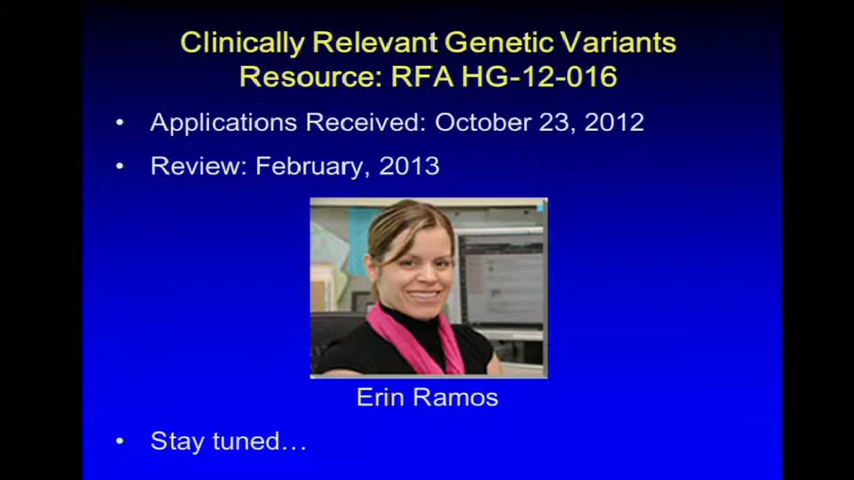 Clinically Relevant Genetic Variants
Resource: RFA HG-12-016
• Applications Received: October 23, 2012
• Review: February, 2013
Erin Ramos
• Stay tuned…